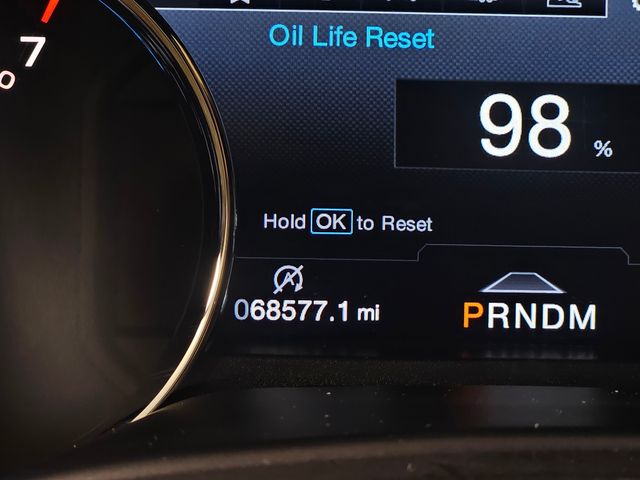 7
Oil Life Reset
98 %
Hold OK to Reset
068577.1 mi
PRNDM